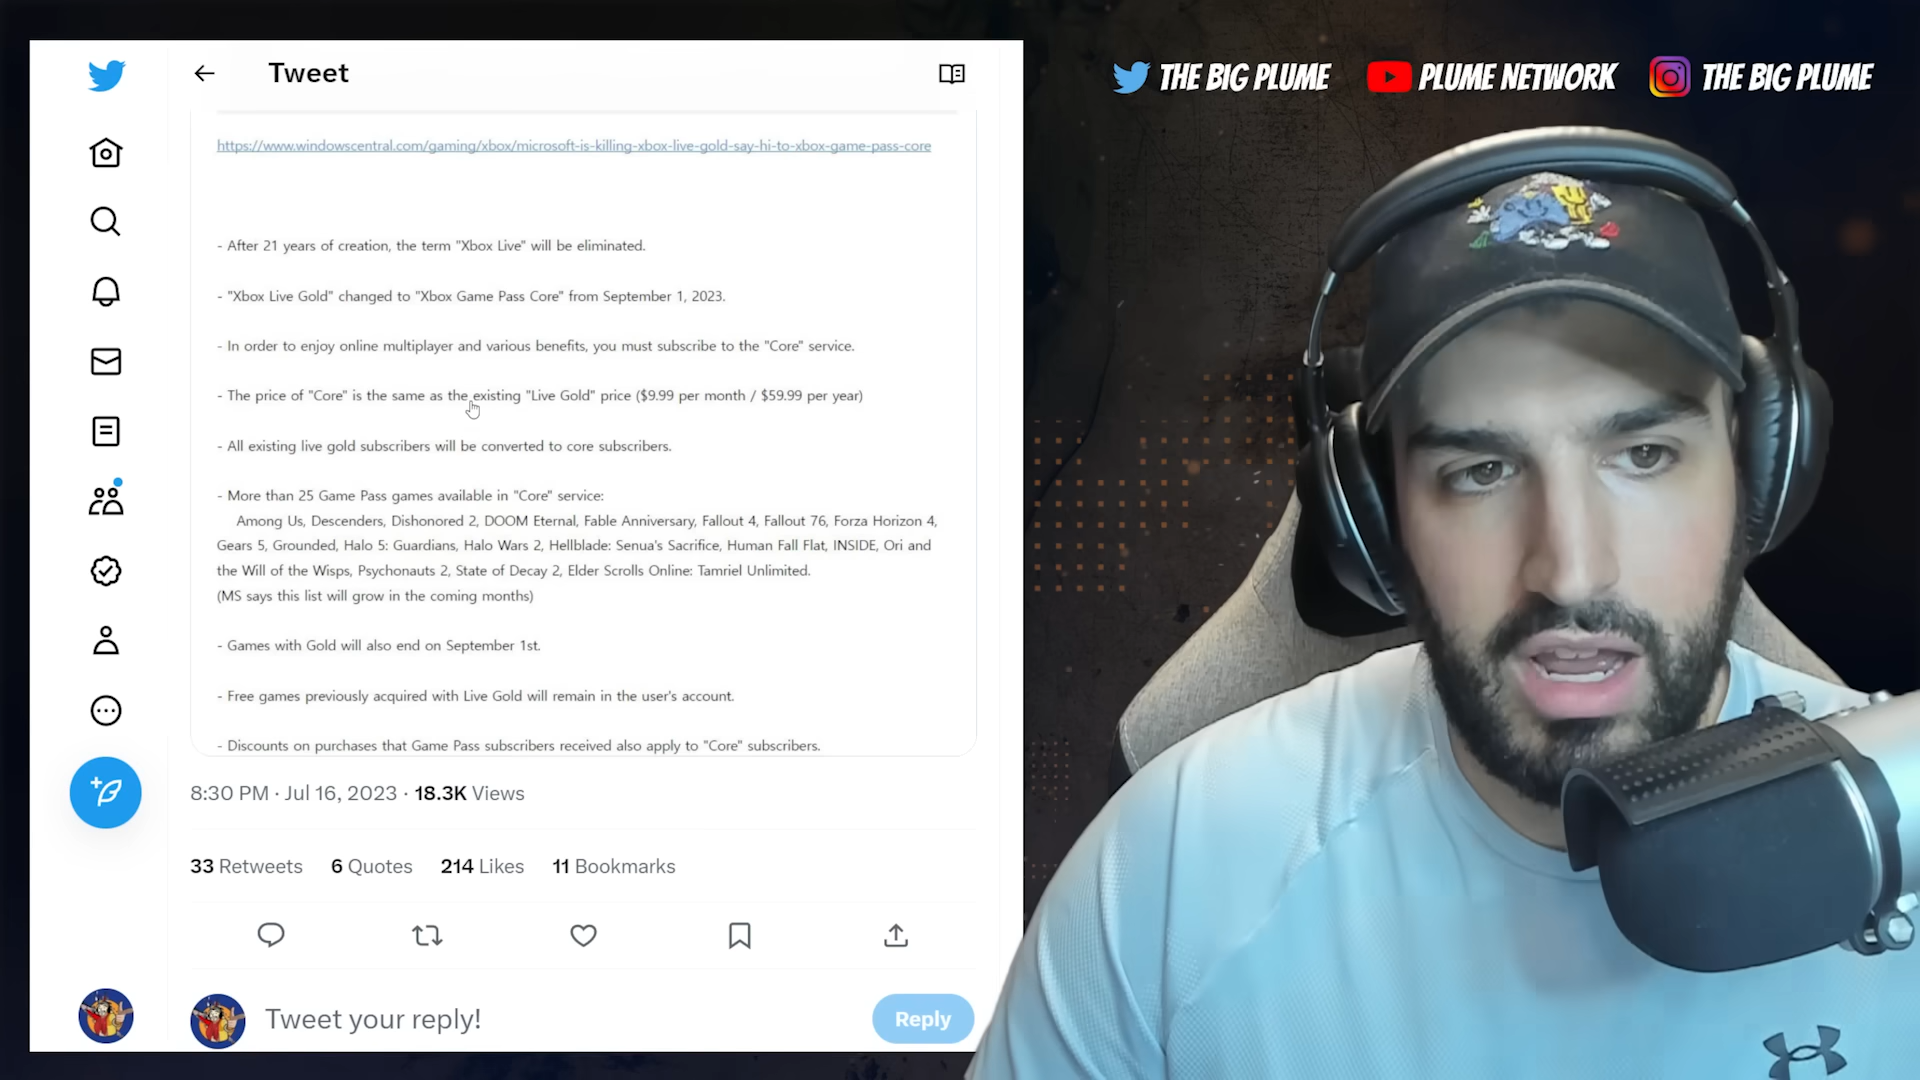 Tweet
THE BIG PLUME PLUME NETWORK THE BIG PLUME
https://www.windowscentral.com/gaming/xbox/microsoft-is-killing-xbox-live-gold-say-hi-to-xbox-game-pass-core
- After 21 years of creation, the term "Xbox Live" will be eliminated.
- "Xbox Live Gold" changed to "Xbox Game Pass Core" from September 1, 2023.
- In order to enjoy online multiplayer and various benefits, you must subscribe to the "Core" service.
- The price of "Core" is the same as the existing "Live Gold" price ($9.99 per month / $59.99 per year)
- All existing live gold subscribers will be converted to core subscribers.
- More than 25 Game Pass games available in "Core" service:
Among Us, Descenders, Dishonored 2, DOOM Eternal, Fable Anniversary, Fallout 4, Fallout 76, Forza Horizon 4,
Gears 5, Grounded, Halo 5: Guardians, Halo Wars 2, Hellblade: Senua's Sacrifice, Human Fall Flat, INSIDE, Ori and
the Will of the Wisps, Psychonauts 2, State of Decay 2, Elder Scrolls Online: Tamriel Unlimited.
(MS says this list will grow in the coming months)
- Games with Gold will also end on September 1st.
- Free games previously acquired with Live Gold will remain in the user's account.
- Discounts on purchases that Game Pass subscribers received also apply to "Core" subscribers.
8:30 PM · Jul 16, 2023 · 18.3K Views
33 Retweets 6 Quotes 214 Likes 11 Bookmarks
Tweet your reply!
Reply